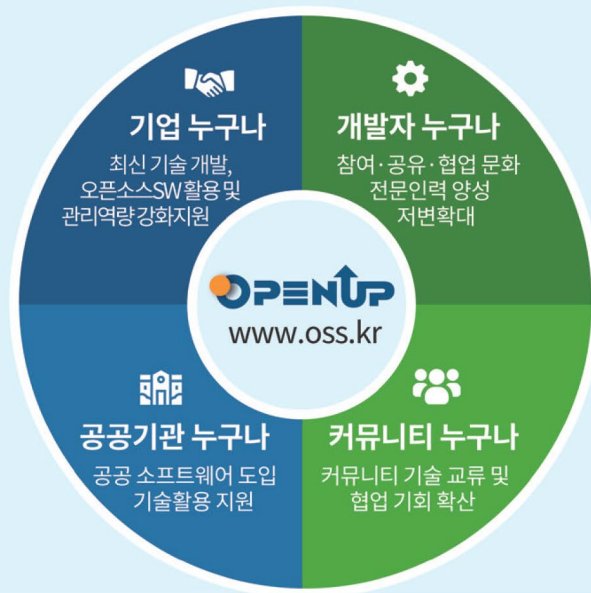 기업 누구나
최신 기술 개발,
오픈소스SW활용 및
관리역량 강화지원
개발자 누구나
참여·공유·협업 문화
전문인력 양성
저변확대
OPENUP
www.oss.kr
공공기관 누구나
공공 소프트웨어 도입
기술활용 지원
커뮤니티 누구나
커뮤니티 기술 교류 및
협업 기회 확산